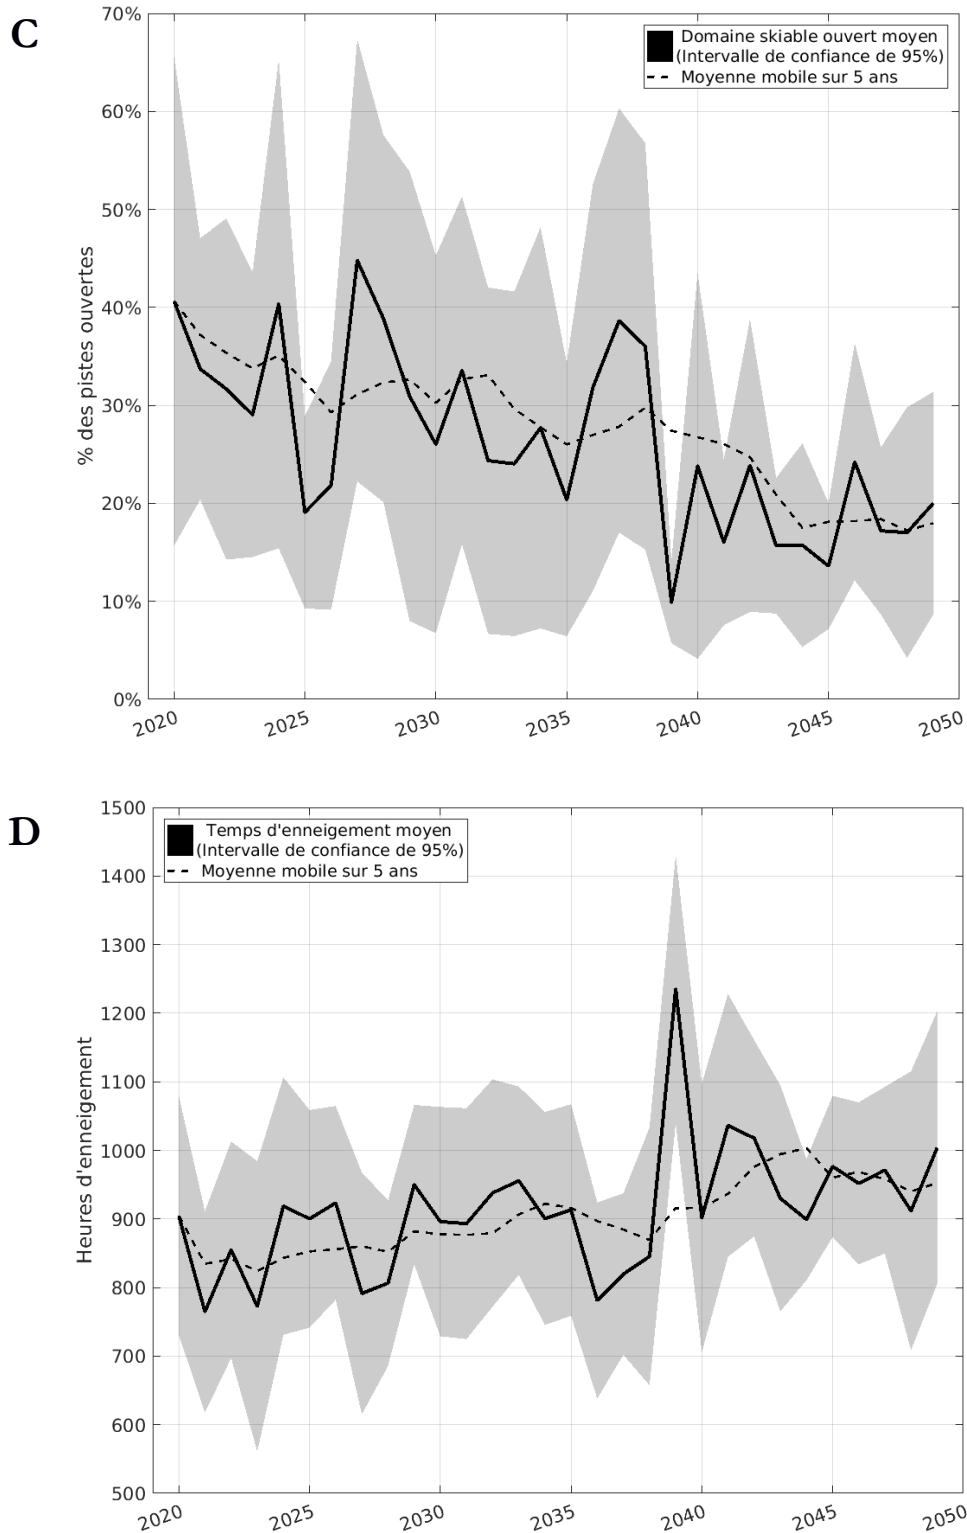 C
70%
60%
50%
40%
30%
20%
10%
0%
% des pistes ouvertes
Domaine skiable ouvert moyen
(Intervalle de confiance de 95%)
Moyenne mobile sur 5 ans
2020 2025 2030 2035 2040 2045 2050
D
1500
1400
1300
1200
1100
1000
900
800
700
600
500
Heures d'enneigement
Temps d'enneigement moyen
(Intervalle de confiance de 95%)
Moyenne mobile sur 5 ans
2020 2025 2030 2035 2040 2045 2050